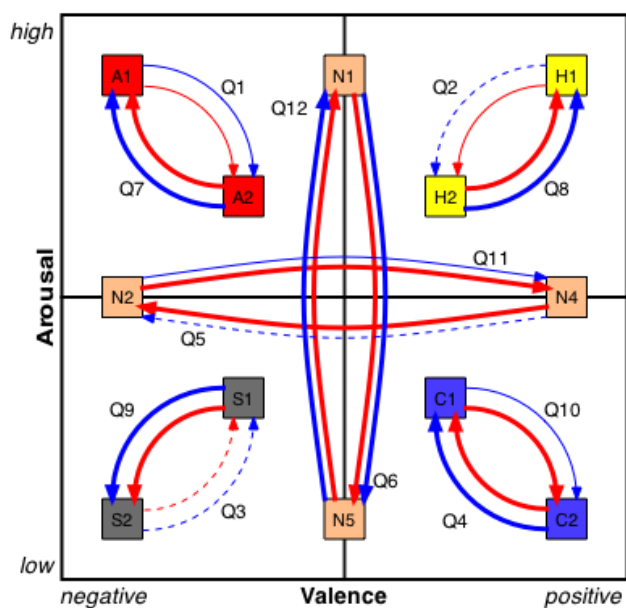 high
A1
Q1
N1
Q2
H1
Q12
Q7
A2
H2
Q8
Arousal
N2
Q11
N4
Q5
Q9
S1
C1
Q10
S2
Q3
N5
Q6
Q4
C2
low
negative
Valence
positive